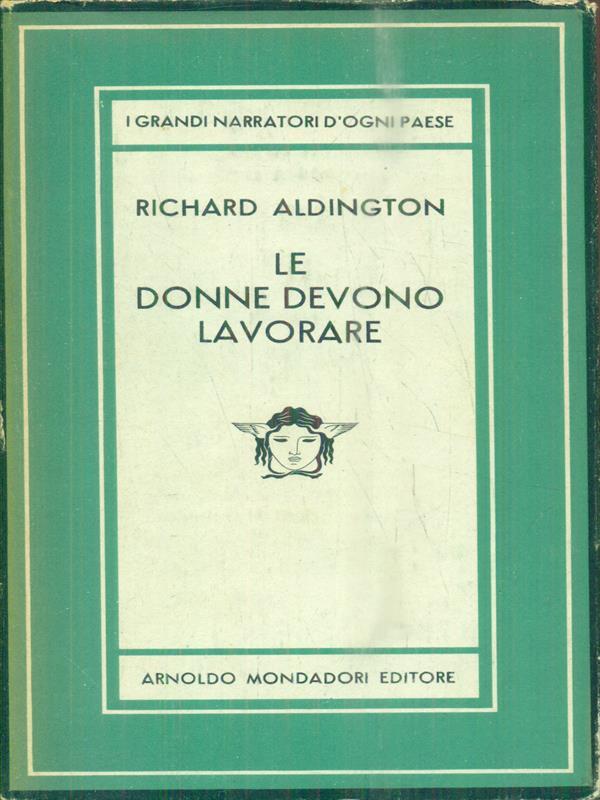 I GRANDI NARRATORI D'OGNI PAESE
RICHARD ALDINGTON
LE
DONNE DEVONO
LAVORARE
ARNOLDO MONDADORI EDITORE